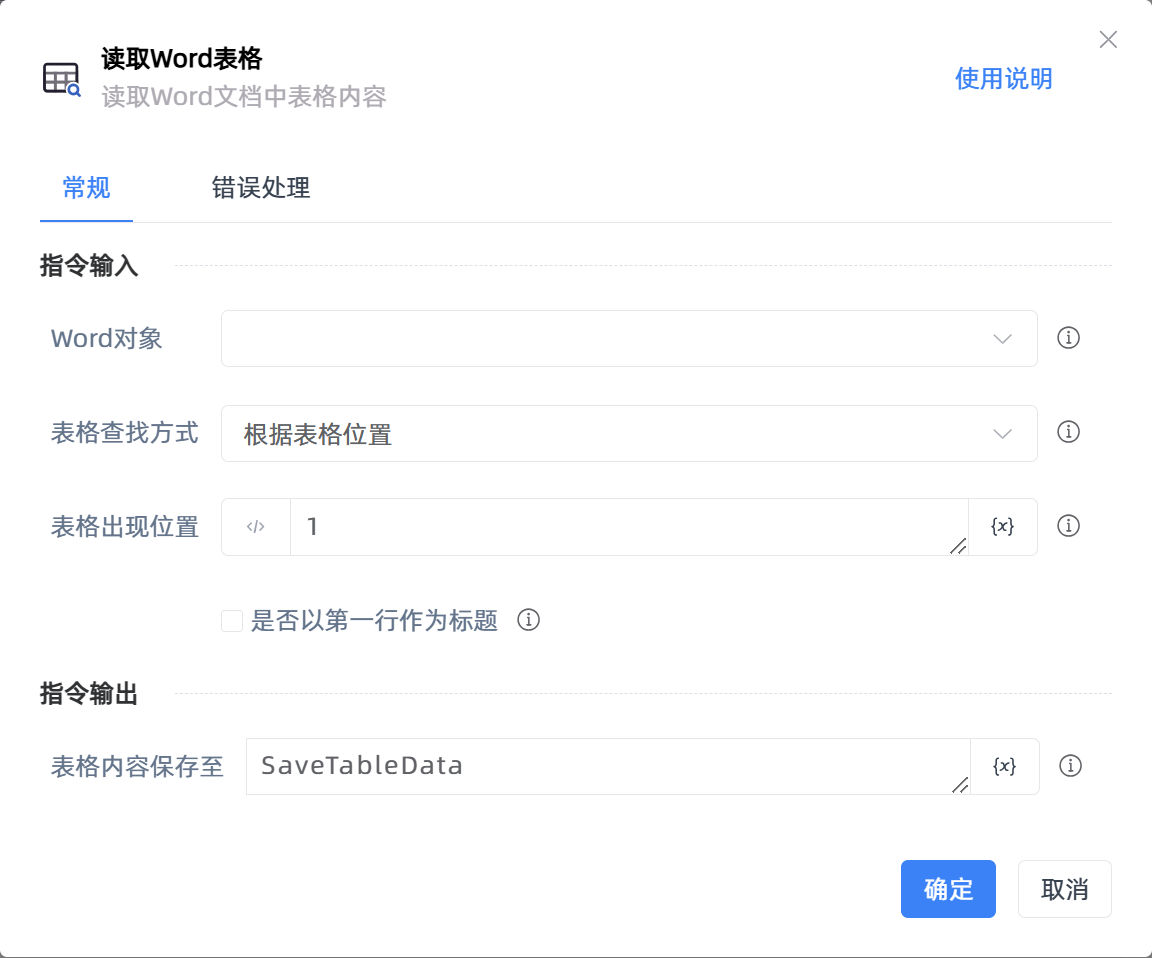 读取Word表格
读取Word文档中表格内容
使用说明
常规
错误处理
指令输入
Word对象
表格查找方式
根据表格位置
表格出现位置
</>
1
{x}
是否以第一行作为标题
指令输出
表格内容保存至
SaveTableData
{x}
确定
取消